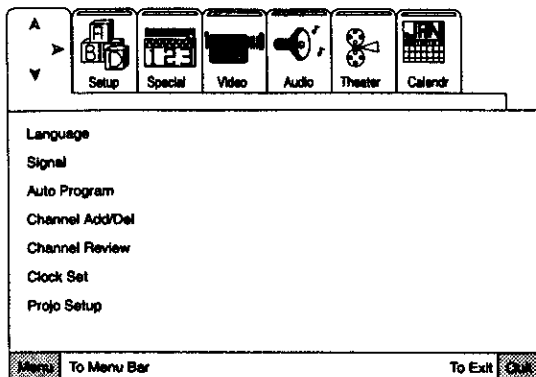 Setup Special Video Audio Theater Calendr
Language
Signal
Auto Program
Channel Add/Del
Channel Review
Clock Set
Projo Setup
Menu To Menu Bar To Exit Quit